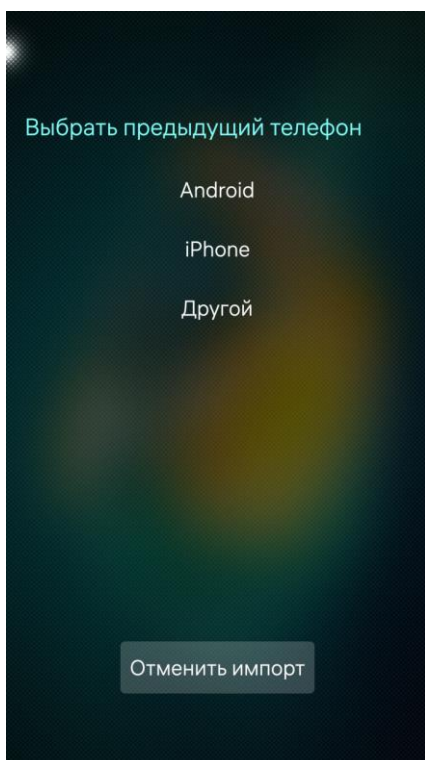 Выбрать предыдущий телефон
Android
iPhone
Другой
Отменить импорт